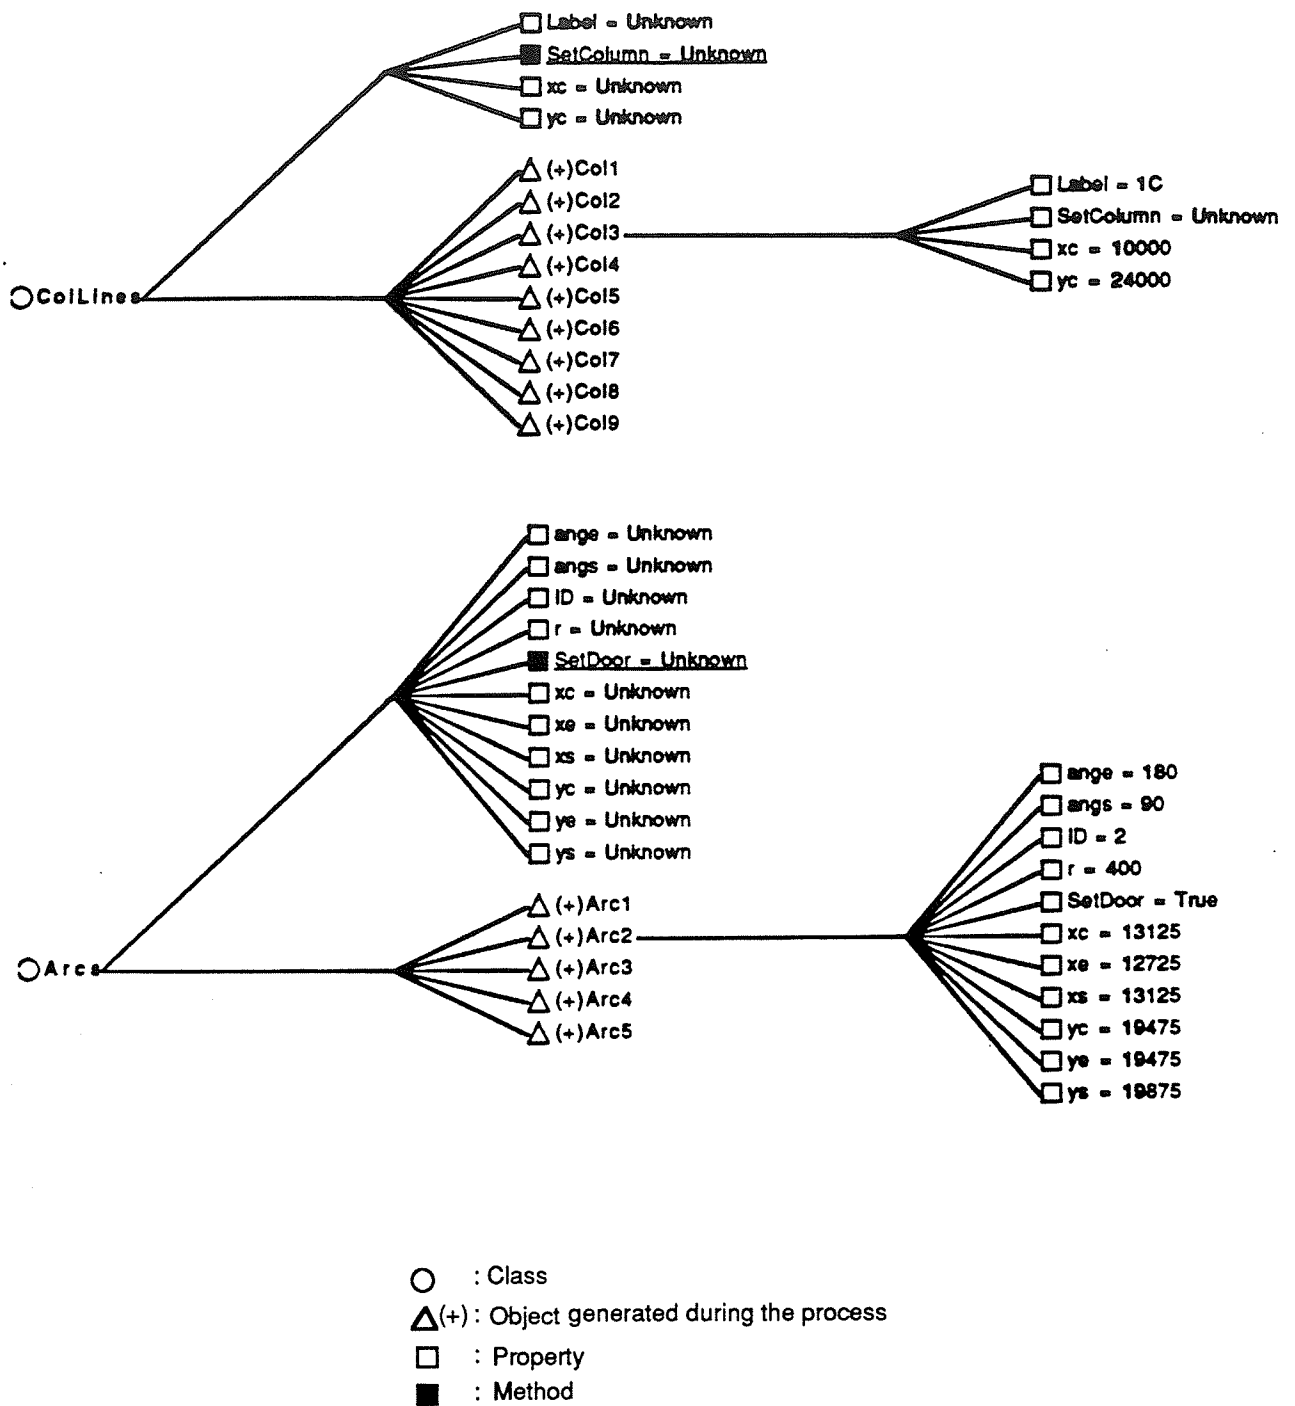 Label = Unknown
SetColumn = Unknown
xc = Unknown
yc = Unknown
(+)Col1
(+)Col2
(+)Col3
(+)Col4
(+)Col5
(+)Col6
(+)Col7
(+)Col8
(+)Col9
Label = 1C
SetColumn = Unknown
xc = 10000
yc = 24000
ColLines
ange = Unknown
angs = Unknown
ID = Unknown
r = Unknown
SetDoor = Unknown
xc = Unknown
xe = Unknown
xs = Unknown
yc = Unknown
ye = Unknown
ys = Unknown
(+)Arc1
(+)Arc2
(+)Arc3
(+)Arc4
(+)Arc5
Arcs
ange = 180
angs = 90
ID = 2
r = 400
SetDoor = True
xc = 13125
xe = 12725
xs = 13125
yc = 19475
ye = 19475
ys = 19875
: Class
(+) : Object generated during the process
: Property
: Method